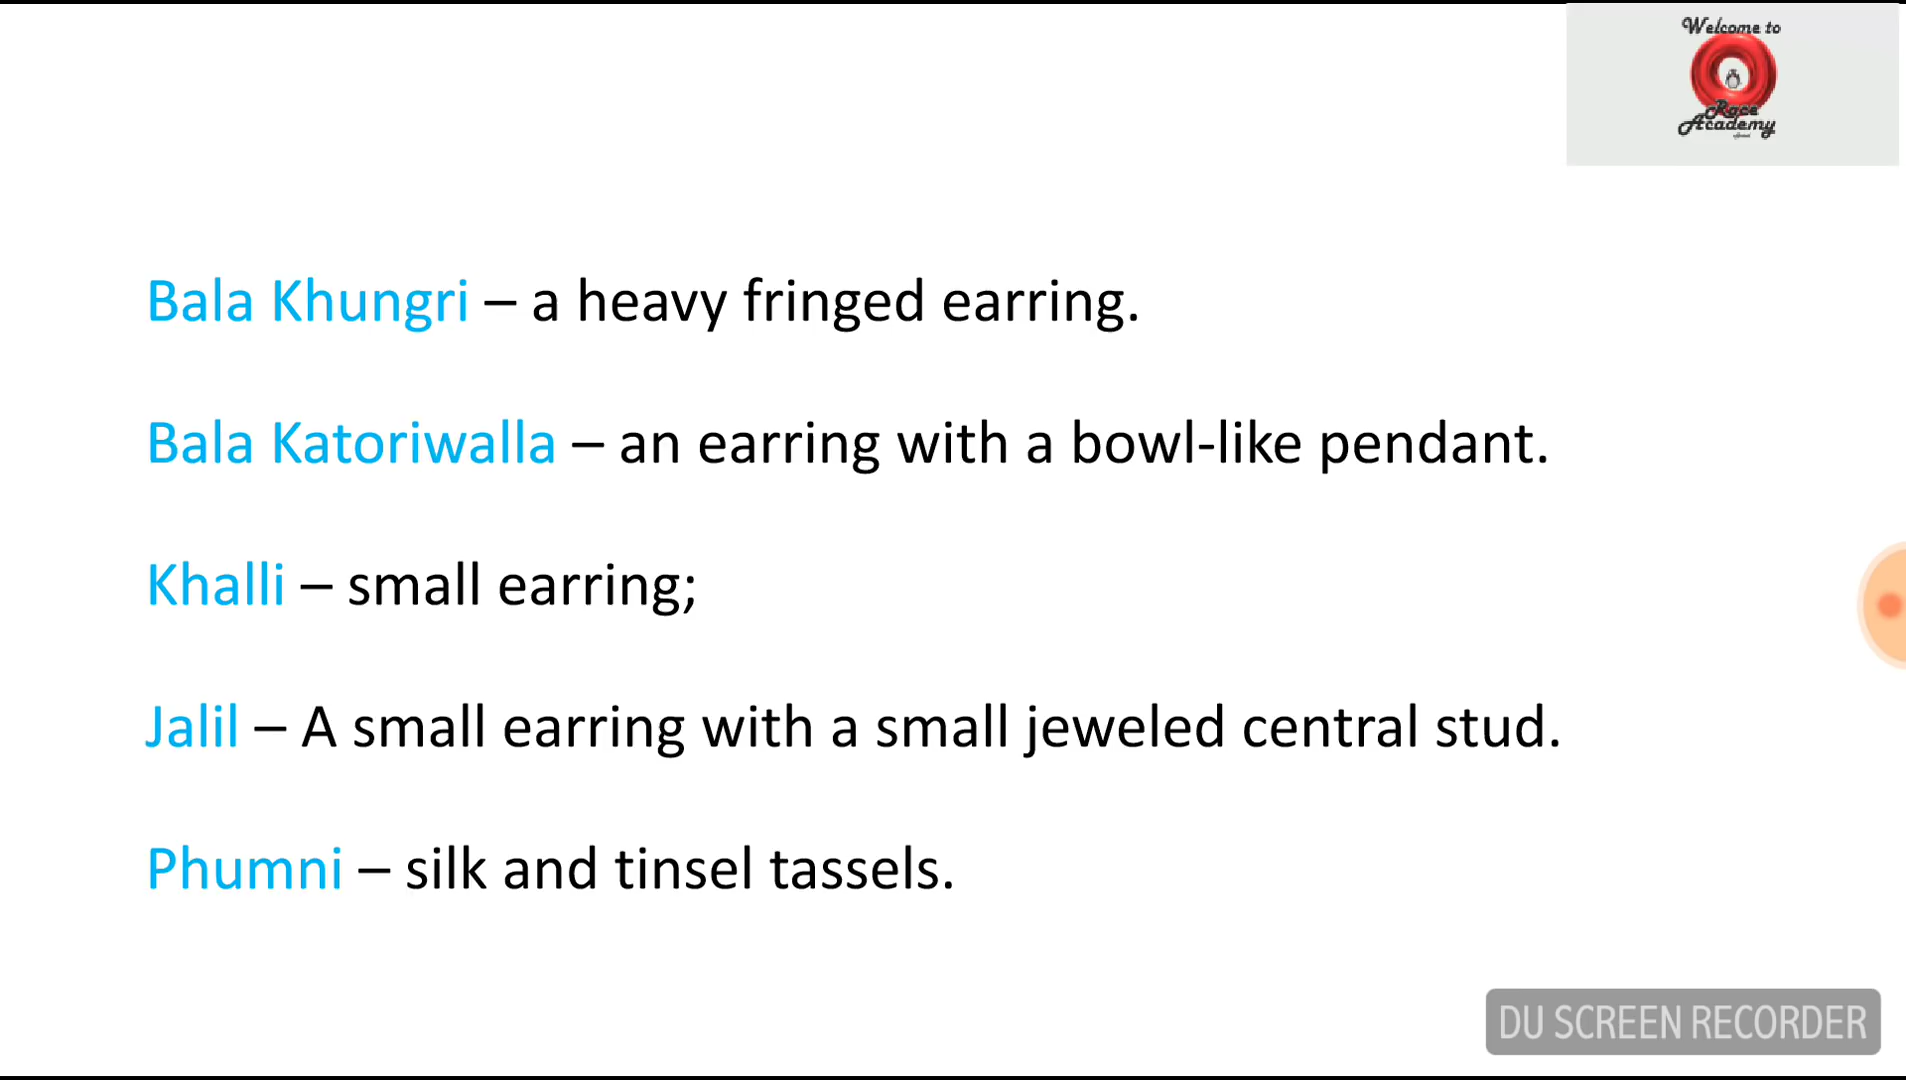 Welcome to
Race
Academy
Bala Khungri – a heavy fringed earring.
Bala Katoriwalla – an earring with a bowl-like pendant.
Khalli – small earring;
Jalil – A small earring with a small jeweled central stud.
Phumni – silk and tinsel tassels.
DU SCREEN RECORDER